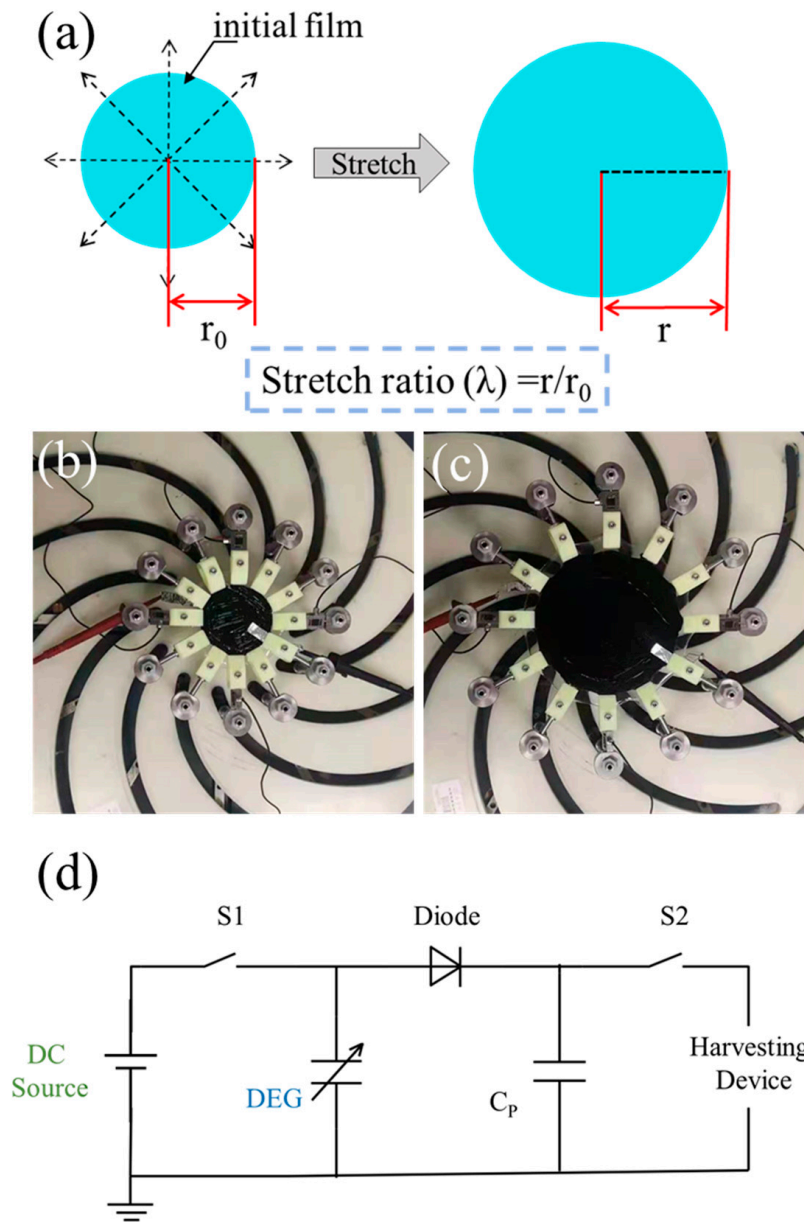 (a)
initial film
Stretch
r₀
r
Stretch ratio (λ) =r/r₀
(b)
(c)
(d)
S1
Diode
S2
DC
Source
DEG
Cₚ
Harvesting
Device